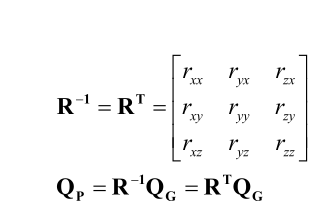 R⁻¹ = Rᵀ = [ r_xx r_yx r_zx
r_xy r_yy r_zy
r_xz r_yz r_zz ]
Q_P = R⁻¹Q_G = RᵀQ_G